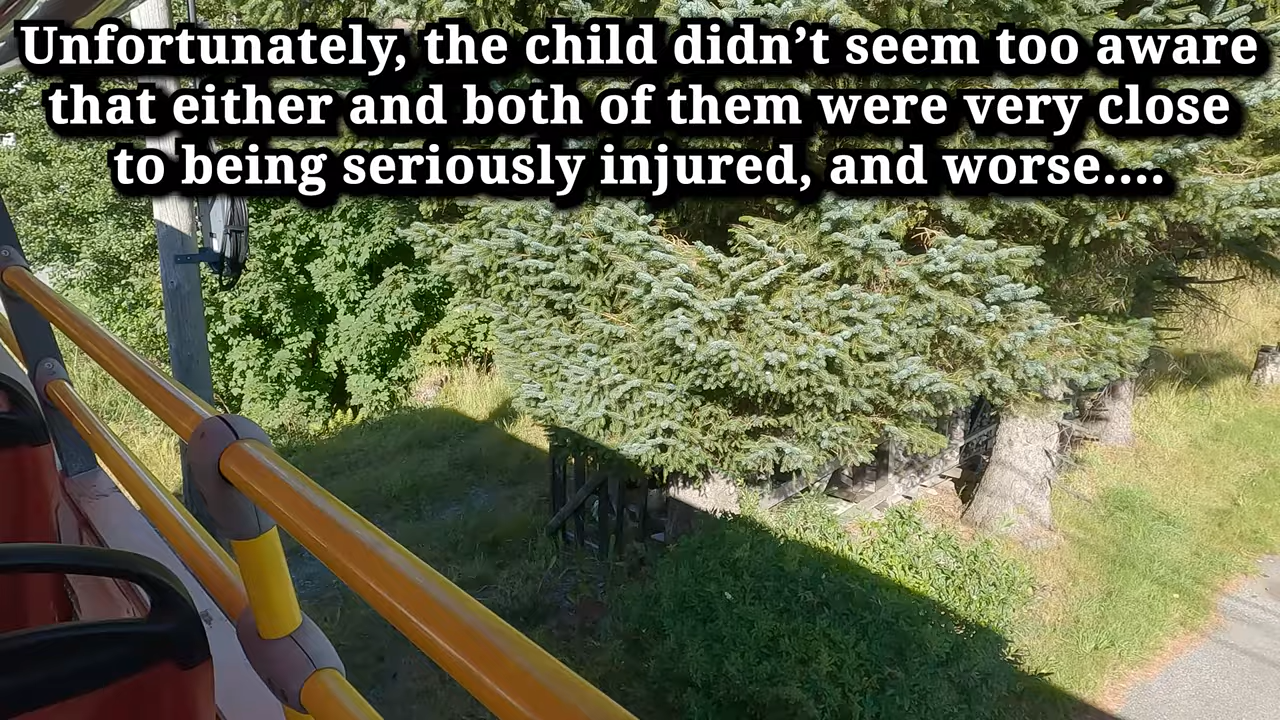 Unfortunately, the child didn’t seem too aware
that either and both of them were very close
to being seriously injured, and worse....